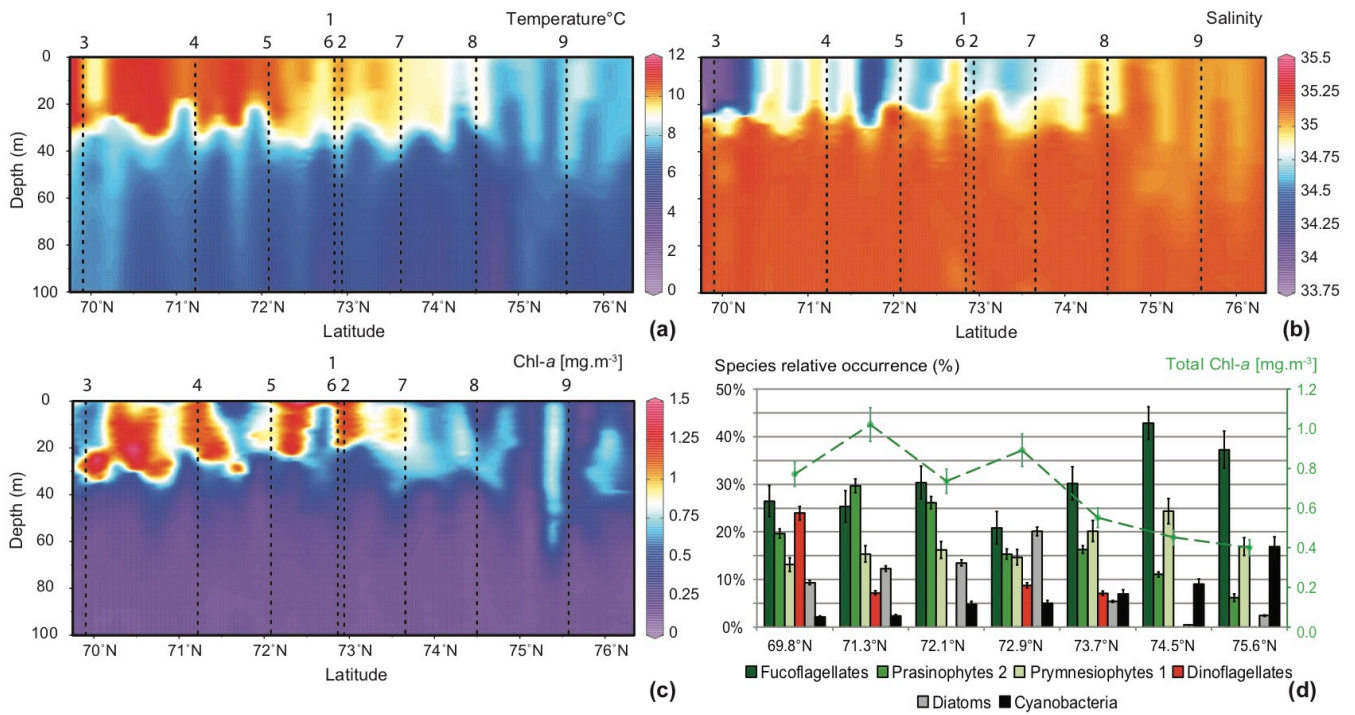 Temperature°C
1
3 4 5 6 2 7 8 9
0
20
40
60
80
100
Depth (m)
70°N 71°N 72°N 73°N 74°N 75°N 76°N
Latitude
12
10
8
6
4
2
0
(a)
Salinity
1
3 4 5 6 2 7 8 9
0
20
40
60
80
100
Depth (m)
70°N 71°N 72°N 73°N 74°N 75°N 76°N
Latitude
35.5
35.25
35
34.75
34.5
34.25
34
33.75
(b)
Chl-a [mg.m-3]
1
3 4 5 6 2 7 8 9
0
20
40
60
80
100
Depth (m)
70°N 71°N 72°N 73°N 74°N 75°N 76°N
Latitude
1.5
1.25
1
0.75
0.5
0.25
0
(c)
Species relative occurrence (%)
Total Chl-a [mg.m-3]
50%
40%
30%
20%
10%
0%
1.2
1.0
0.8
0.6
0.4
0.2
0.0
69.8°N 71.3°N 72.1°N 72.9°N 73.7°N 74.5°N 75.6°N
Fucoflagellates Prasinophytes 2 Prymnesiophytes 1 Dinoflagellates
Diatoms Cyanobacteria
(d)